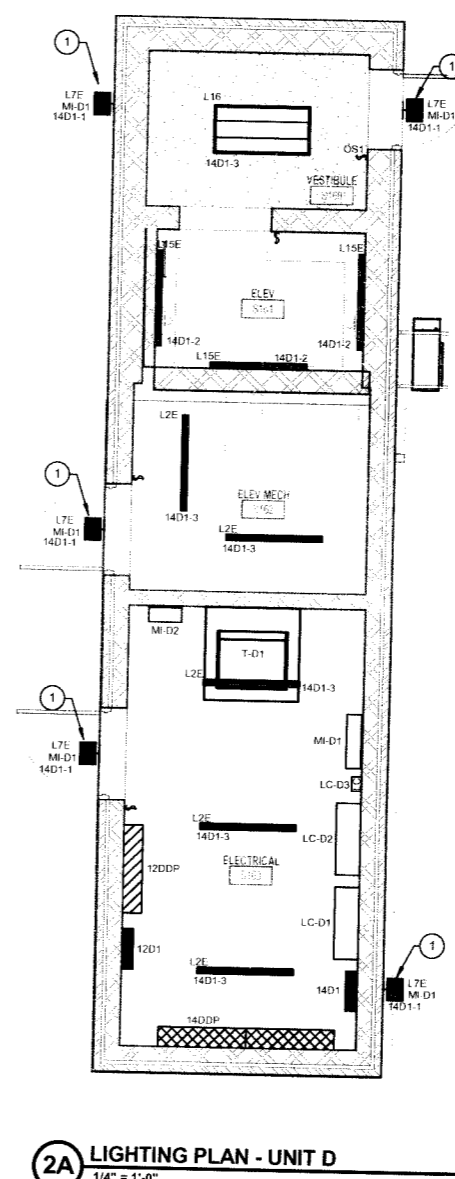 1
1
L7E
MI-D1
14D1-1
L16
14D1-3
L7E
MI-D1
14D1-1
OS1
VESTIBULE
L15E
L15E
ELEV
S161
14D1-2
14D1-2
L15E
14D1-2
L2E
ELEV MECH
S162
1
L7E
MI-D1
14D1-1
14D1-3
L2E
14D1-3
MI-D2
T-D1
L2E
14D1-3
1
L7E
MI-D1
14D1-1
MI-D1
LC-D3
L2E
14D1-3
LC-D2
12DDP
ELECTRICAL
S163
LC-D1
12D1
L2E
14D1-3
14D1
1
L7E
MI-D1
14D1-1
14DDP
2A LIGHTING PLAN - UNIT D
1/4" = 1'-0"